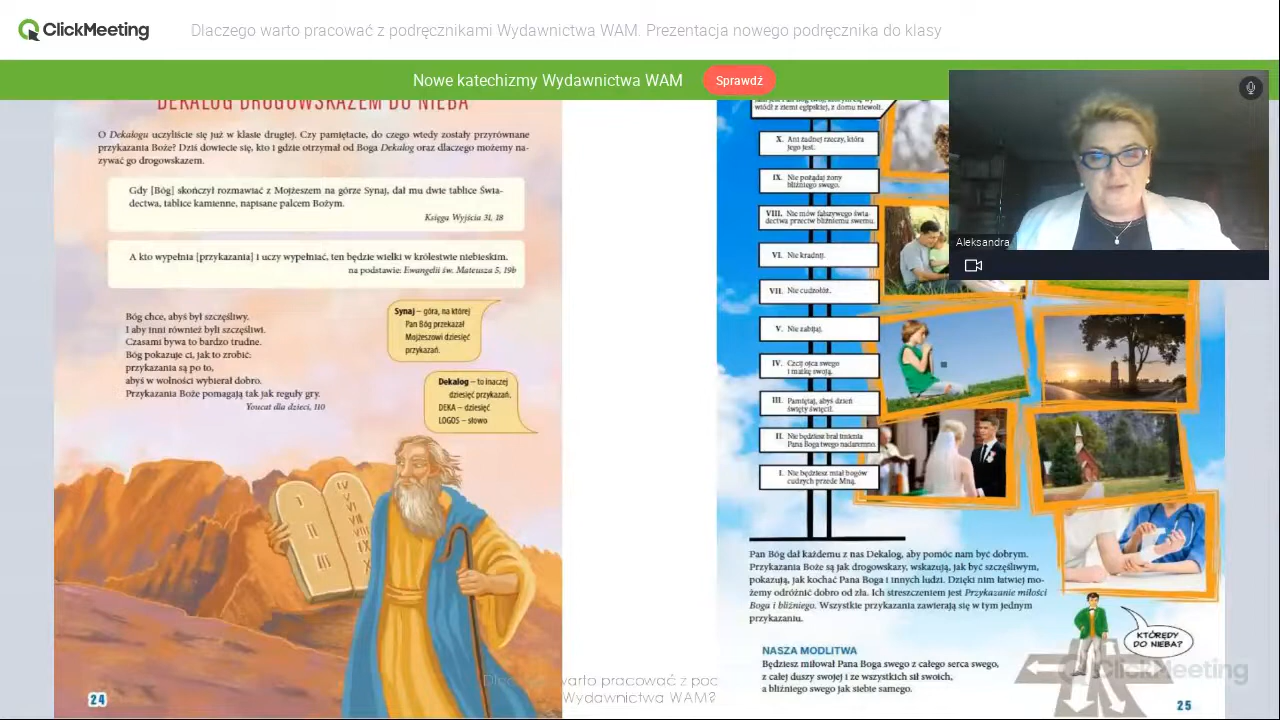 ClickMeeting
Dlaczego warto pracować z podręcznikami Wydawnictwa WAM. Prezentacja nowego podręcznika do klasy
Nowe katechizmy Wydawnictwa WAM
Sprawdź
DEKALOG DROGOWSKAZEM DO NIEBA
O Dekalogu uczyliście się już w klasie drugiej. Czy pamiętacie, do czego wtedy zostały przyrównane
przykazania Boże? Dziś dowiecie się, kto i gdzie otrzymał od Boga Dekalog oraz dlaczego możemy na-
zywać go drogowskazem.
Gdy [Bóg] skończył rozmawiać z Mojżeszem na górze Synaj, dał mu dwie tablice Świa-
dectwa, tablice kamienne, napisane palcem Bożym.
Księga Wyjścia 31, 18
A kto wypełnia [przykazania] i uczy wypełniać, ten będzie wielki w królestwie niebieskim.
na podstawie: Ewangelii św. Mateusza 5, 19b
Bóg chce, abyś był szczęśliwy.
I aby inni również byli szczęśliwi.
Czasami bywa to bardzo trudne.
Bóg pokazuje ci, jak to zrobić:
przykazania są po to,
abyś w wolności wybierał dobro.
Przykazania Boże pomagają tak jak reguły gry.
Youcat dla dzieci, 110
Synaj – góra, na której
Pan Bóg przekazał
Mojżeszowi dziesięć
przykazań.
Dekalog – to inaczej
dziesięć przykazań.
DEKA – dziesięć
LOGOS – słowo
24
wiódł z ziemi egipskiej, z domu niewoli.
X. Ani żadnej rzeczy, która
jego jest.
IX. Nie pożądaj żony
bliźniego swego.
VIII. Nie mów fałszywego świa-
dectwa przeciw bliźniemu swemu.
VI. Nie kradnij.
VII. Nie cudzołóż.
V. Nie zabijaj.
IV. Czcij ojca swego
i matkę swoją.
III. Pamiętaj, abyś dzień
święty święcił.
II. Nie będziesz brał imienia
Pana Boga twego nadaremno.
I. Nie będziesz miał bogów
cudzych przede Mną.
Pan Bóg dał każdemu z nas Dekalog, aby pomóc nam być dobrym.
Przykazania Boże są jak drogowskazy, wskazują, jak być szczęśliwym,
pokazują, jak kochać Pana Boga i innych ludzi. Dzięki nim łatwiej mo-
żemy odróżnić dobro od zła. Ich streszczeniem jest Przykazanie miłości
Boga i bliźniego. Wszystkie przykazania zawierają się w tym jednym
przykazaniu.
NASZA MODLITWA
Będziesz miłował Pana Boga swego z całego serca swego,
z całej duszy swojej i ze wszystkich sił swoich,
a bliźniego swego jak siebie samego.
KTÓRĘDY
DO NIEBA?
25
Aleksandra
warto pracować z
Wydawnictwa WAM?
ClickMeeting